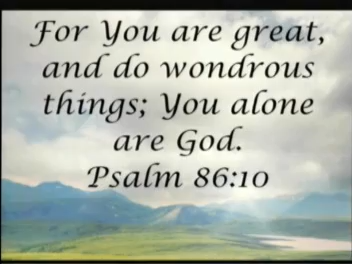 For You are great,
and do wondrous
things; You alone
are God.
Psalm 86:10